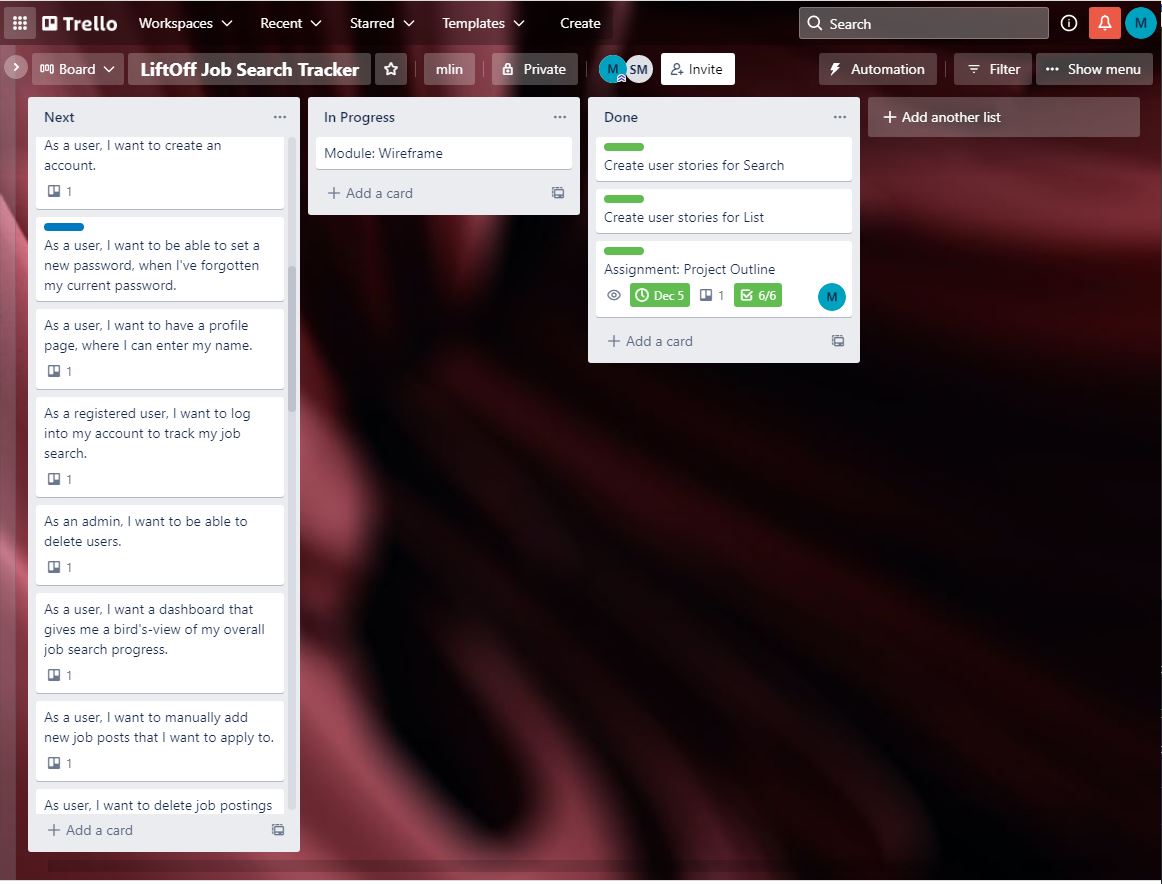 Trello
Workspaces
Recent
Starred
Templates
Create
Search
M
Board
LiftOff Job Search Tracker
mlin
Private
M
SM
Invite
Automation
Filter
Show menu
Next
As a user, I want to create an
account.
1
As a user, I want to be able to set a
new password, when I've forgotten
my current password.
As a user, I want to have a profile
page, where I can enter my name.
1
As a registered user, I want to log
into my account to track my job
search.
1
As an admin, I want to be able to
delete users.
1
As a user, I want a dashboard that
gives me a bird's-view of my overall
job search progress.
1
As a user, I want to manually add
new job posts that I want to apply to.
1
As user, I want to delete job postings
+ Add a card
In Progress
Module: Wireframe
+ Add a card
Done
Create user stories for Search
Create user stories for List
Assignment: Project Outline
Dec 5
1
6/6
M
+ Add a card
+ Add another list